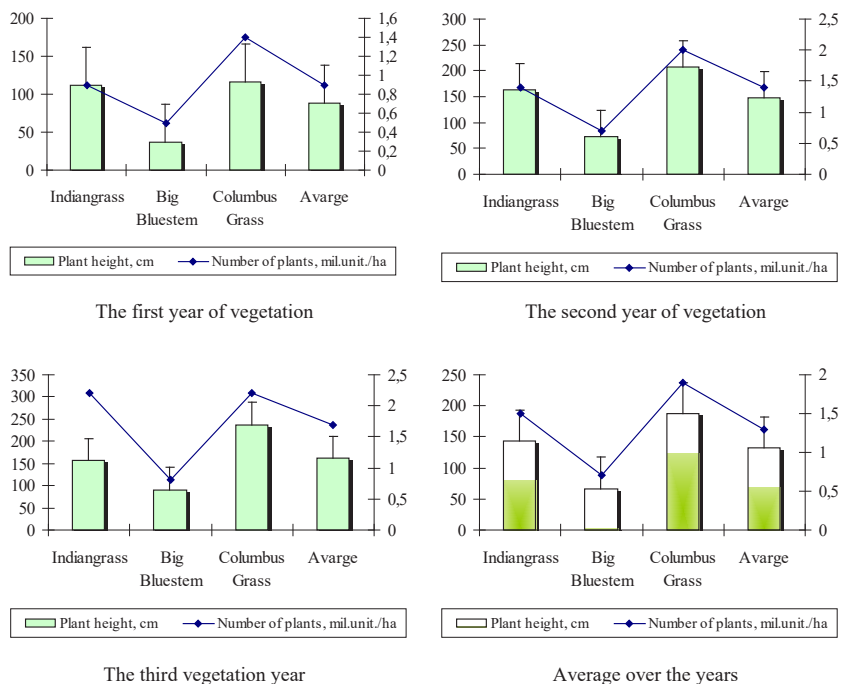 200
150
100
50
0
1,6
1,4
1,2
1
0,8
0,6
0,4
0,2
0
Indiangrass
Big
Bluestem
Columbus
Grass
Avarge
Plant height, cm
Number of plants, mil.unit./ha
The first year of vegetation
300
250
200
150
100
50
0
2,5
2
1,5
1
0,5
0
Indiangrass
Big
Bluestem
Columbus
Grass
Avarge
Plant height, cm
Number of plants, mil.unit./ha
The second year of vegetation
350
300
250
200
150
100
50
0
2,5
2
1,5
1
0,5
0
Indiangrass
Big
Bluestem
Columbus
Grass
Avarge
Plant height, cm
Number of plants, mil.unit./ha
The third vegetation year
250
200
150
100
50
0
2
1,5
1
0,5
0
Indiangrass
Big
Bluestem
Columbus
Grass
Avarge
Plant height, cm
Number of plants, mil.unit./ha
Average over the years